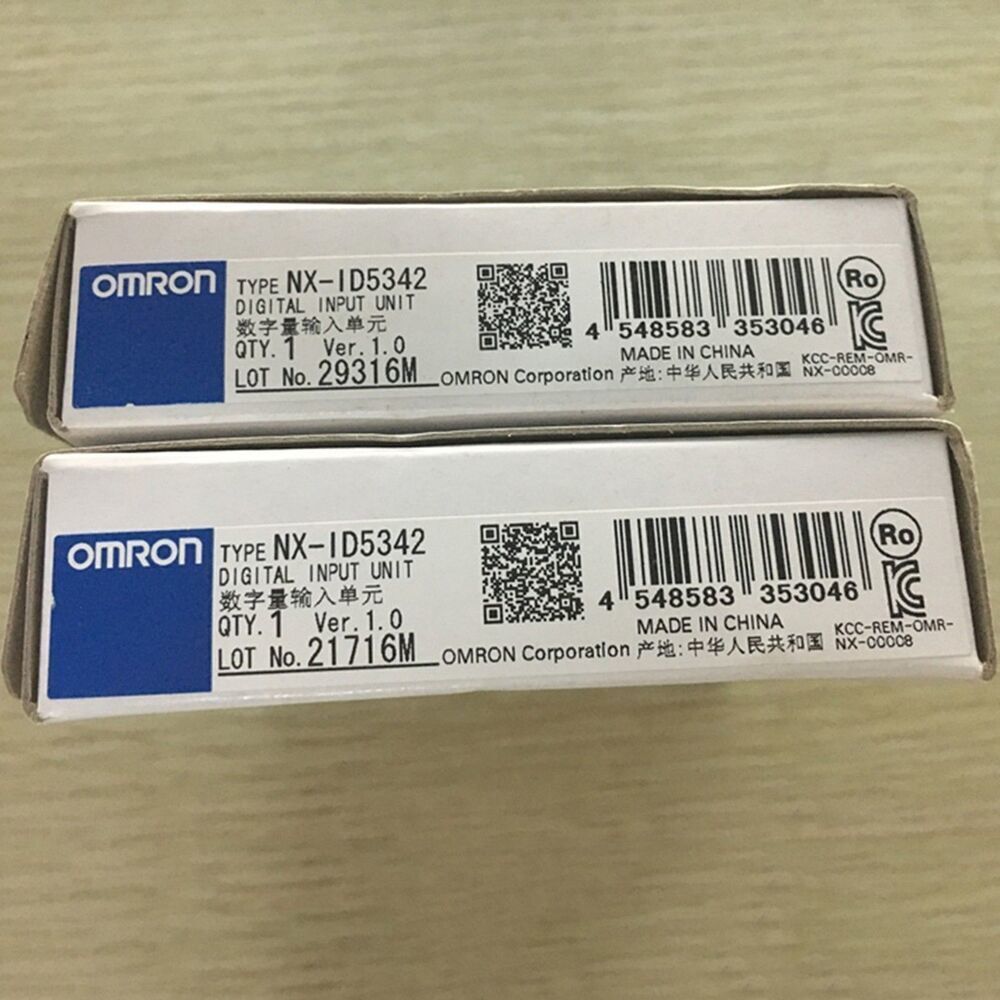 OMRON
TYPE NX-ID5342
DIGITAL INPUT UNIT
数字量输入单元
QTY. 1 Ver.1.0
LOT No. 29316M
OMRON Corporation 产地:中华人民共和国
4 548583 353046
MADE IN CHINA
Ro
KC
KCC-REM-OMR-
NX-00008
OMRON
TYPE NX-ID5342
DIGITAL INPUT UNIT
数字量输入单元
QTY. 1 Ver.1.0
LOT No. 21716M
OMRON Corporation 产地:中华人民共和国
4 548583 353046
MADE IN CHINA
Ro
KC
KCC-REM-OMR-
NX-00008